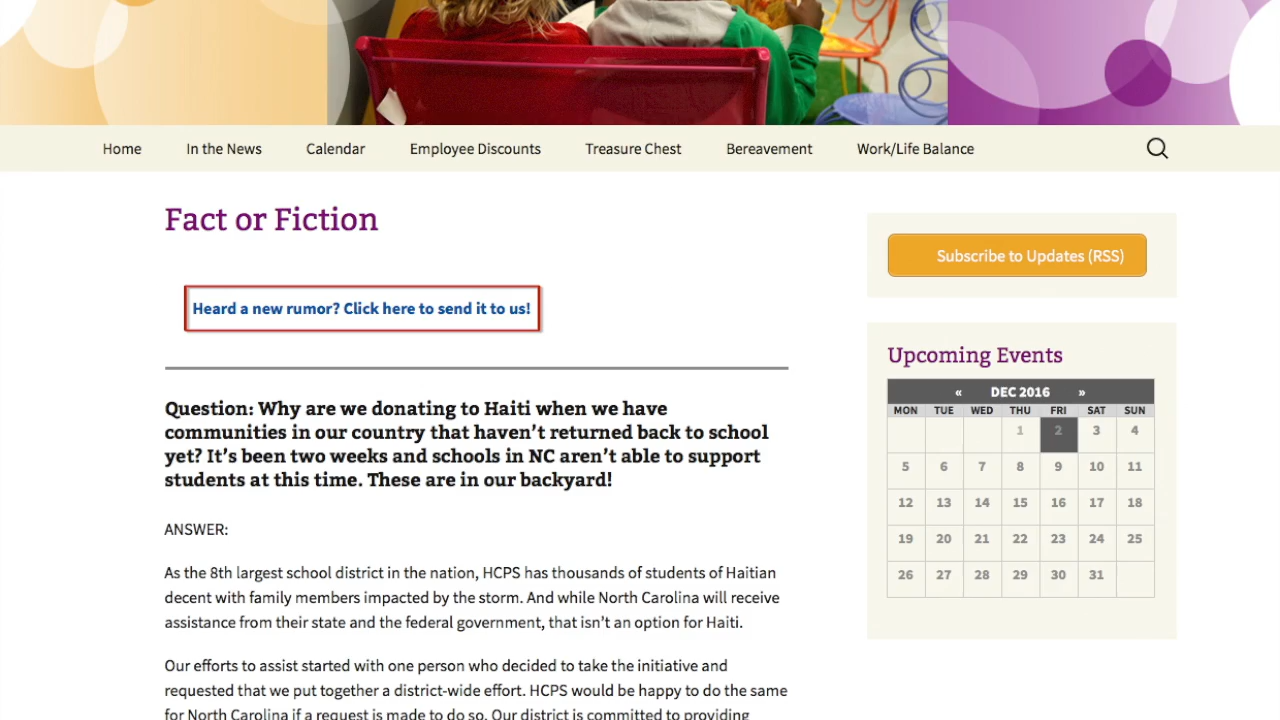 Home In the News Calendar Employee Discounts Treasure Chest Bereavement Work/Life Balance
Fact or Fiction
Heard a new rumor? Click here to send it to us!
Question: Why are we donating to Haiti when we have
communities in our country that haven't returned back to school
yet? It's been two weeks and schools in NC aren't able to support
students at this time. These are in our backyard!
ANSWER:
As the 8th largest school district in the nation, HCPS has thousands of students of Haitian
decent with family members impacted by the storm. And while North Carolina will receive
assistance from their state and the federal government, that isn't an option for Haiti.
Our efforts to assist started with one person who decided to take the initiative and
requested that we put together a district-wide effort. HCPS would be happy to do the same
for North Carolina if a request is made to do so. Our district is committed to providing
Subscribe to Updates (RSS)
Upcoming Events
« DEC 2016 »
MON TUE WED THU FRI SAT SUN
1 2 3 4
5 6 7 8 9 10 11
12 13 14 15 16 17 18
19 20 21 22 23 24 25
26 27 28 29 30 31